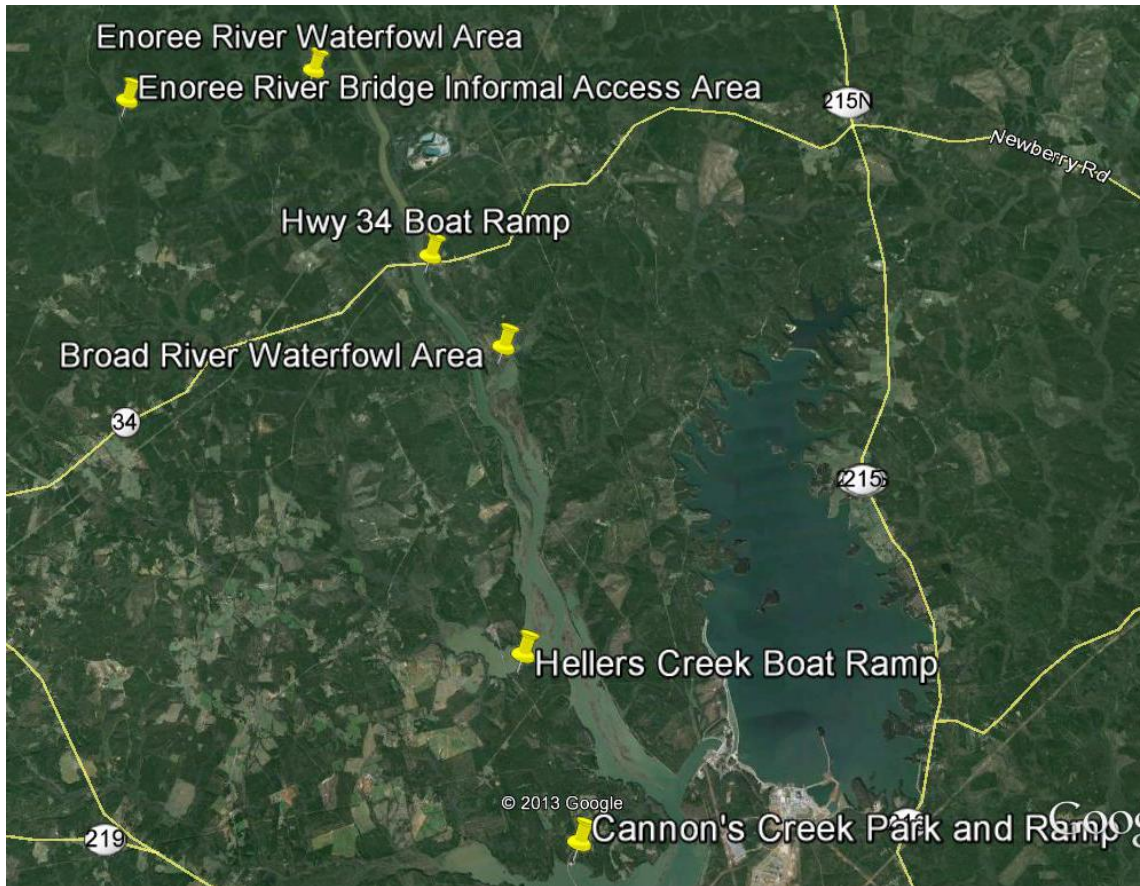 Enoree River Waterfowl Area
Enoree River Bridge Informal Access Area
215N
Newberry Rd
Hwy 34 Boat Ramp
Broad River Waterfowl Area
34
215
Hellers Creek Boat Ramp
© 2013 Google
Cannon's Creek Park and Ramp
Goog
219